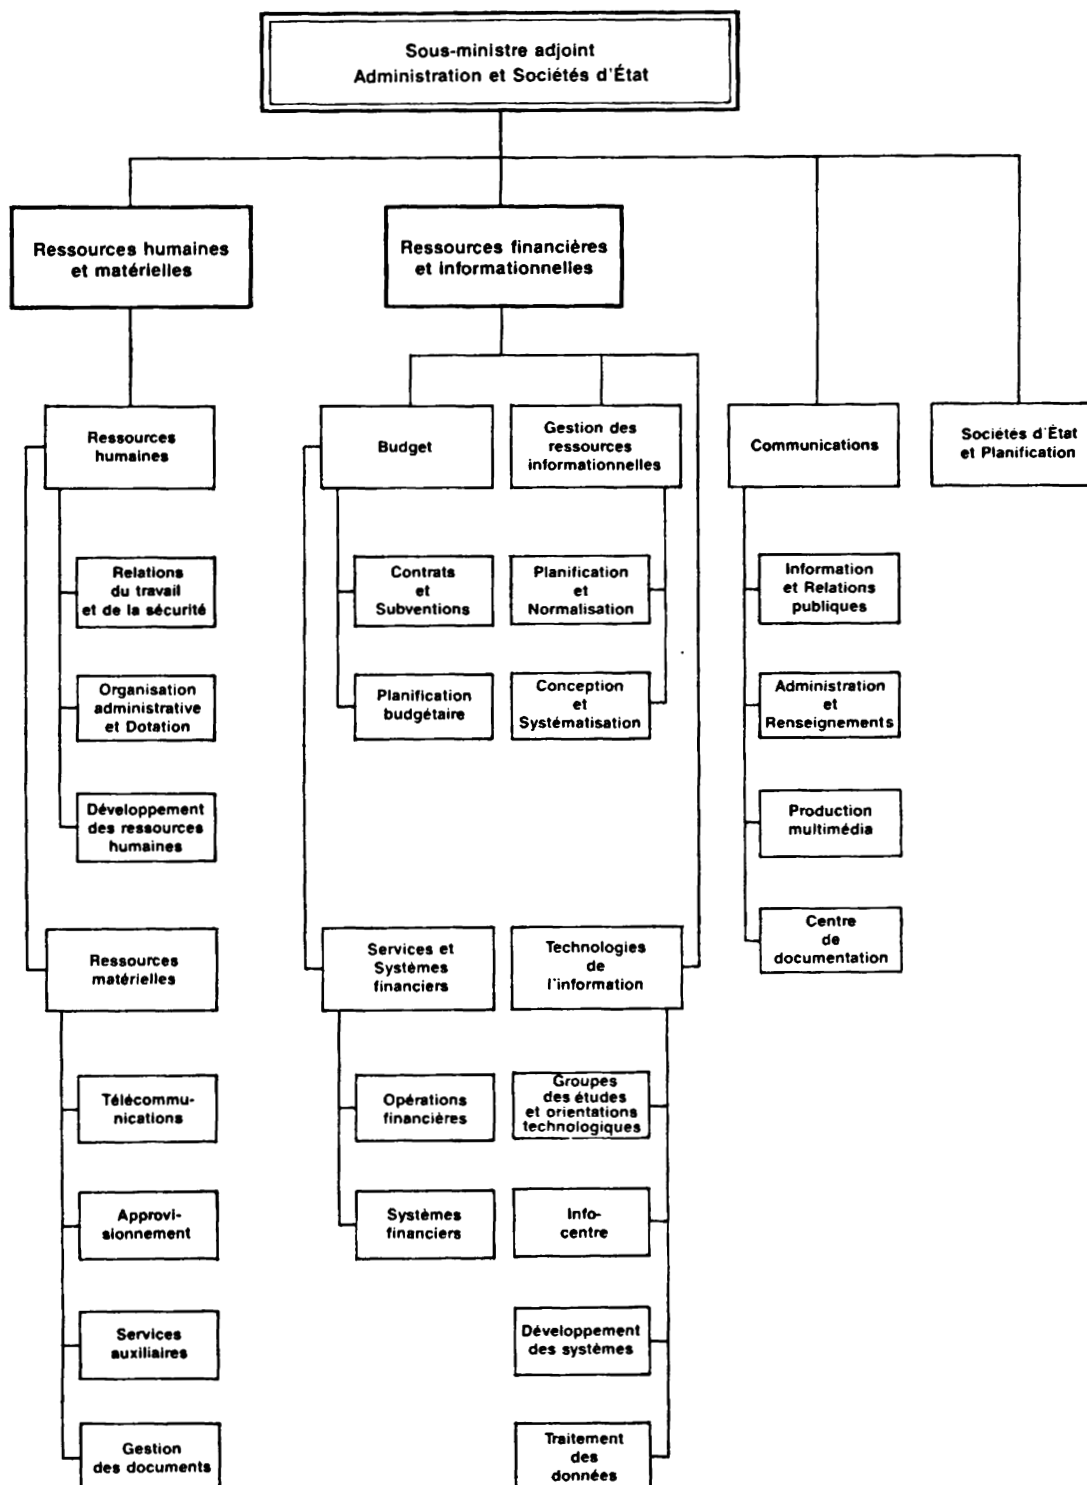 Sous-ministre adjoint
Administration et Sociétés d'État
Ressources humaines
et matérielles
Ressources financières
et informationnelles
Ressources
humaines
Budget
Gestion des
ressources
informationnelles
Communications
Sociétés d'État
et Planification
Relations
du travail
et de la sécurité
Contrats
et
Subventions
Planification
et
Normalisation
Information
et Relations
publiques
Organisation
administrative
et Dotation
Planification
budgétaire
Conception
et
Systématisation
Administration
et
Renseignements
Développement
des ressources
humaines
Production
multimédia
Ressources
matérielles
Services et
Systèmes
financiers
Technologies
de
l'information
Centre
de
documentation
Télécommu-
nications
Opérations
financières
Groupes
des études
et orientations
technologiques
Approvi-
sionnement
Systèmes
financiers
Info-
centre
Services
auxiliaires
Développement
des systèmes
Gestion
des documents
Traitement
des
données